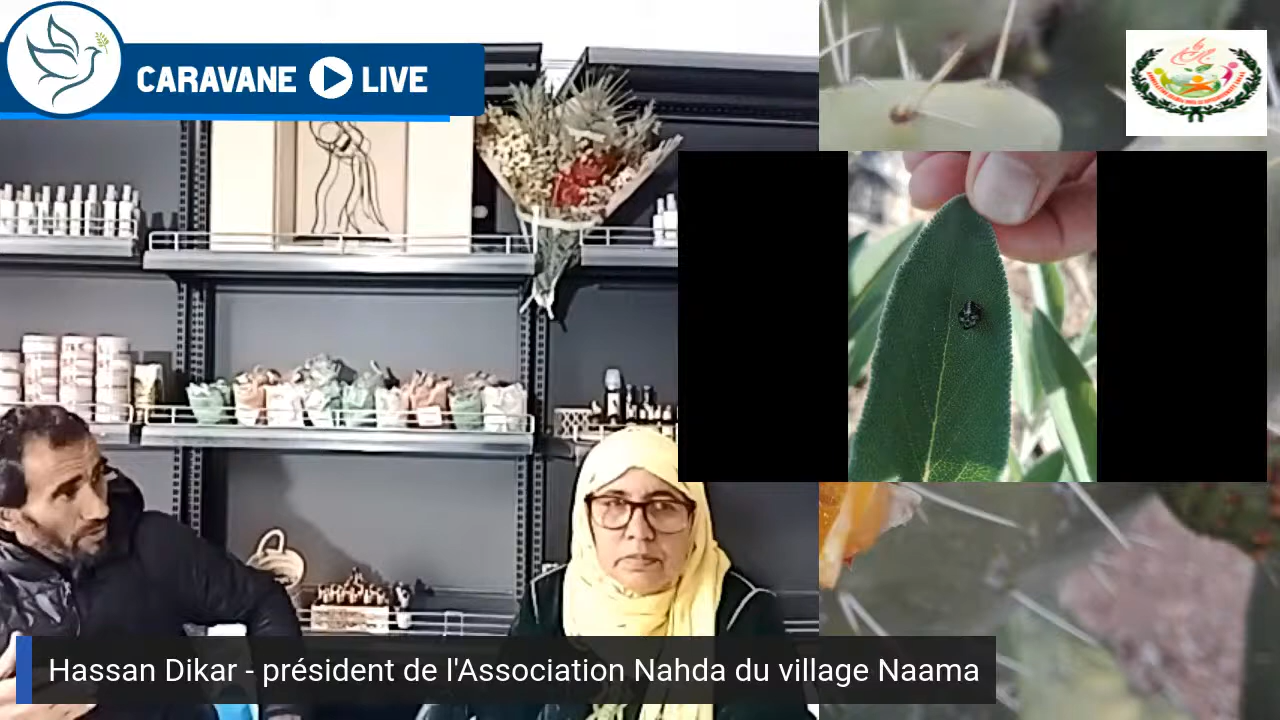 CARAVANE LIVE
Hassan Dikar - président de l'Association Nahda du village Naama